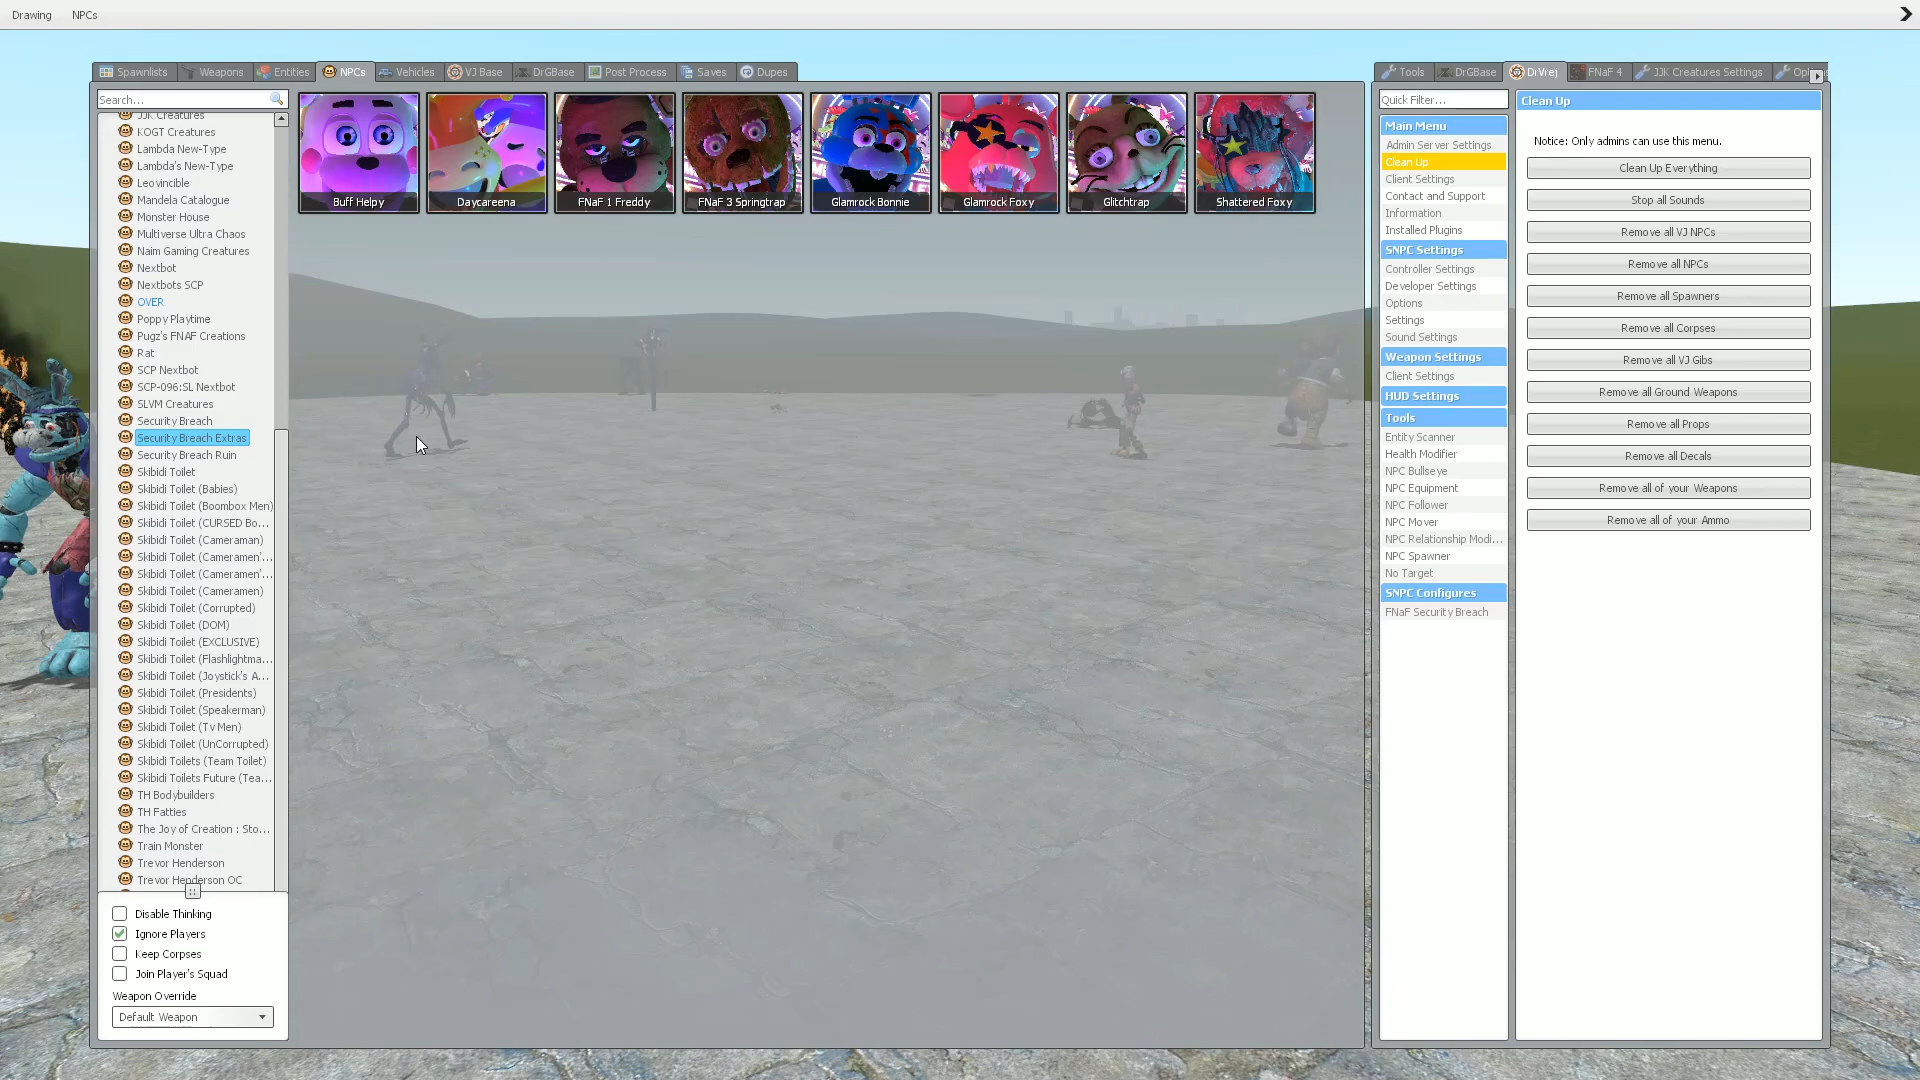 Drawing NPCs
Spawnlists Weapons Entities NPCs Vehicles VJ Base DrGBase Post Process Saves Dupes
Search...
JJK Creatures
KOGT Creatures
Lambda New-Type
Lambda's New-Type
Leovincible
Mandela Catalogue
Monster House
Multiverse Ultra Chaos
Naim Gaming Creatures
Nextbot
Nextbots SCP
OVER
Poppy Playtime
Pugz's FNAF Creations
Rat
SCP Nextbot
SCP-096:SL Nextbot
SLVM Creatures
Security Breach
Security Breach Extras
Security Breach Ruin
Skibidi Toilet
Skibidi Toilet (Babies)
Skibidi Toilet (Boombox Men)
Skibidi Toilet (CURSED Bo...
Skibidi Toilet (Cameraman)
Skibidi Toilet (Cameramen'...
Skibidi Toilet (Cameramen'...
Skibidi Toilet (Cameramen)
Skibidi Toilet (Corrupted)
Skibidi Toilet (DOM)
Skibidi Toilet (EXCLUSIVE)
Skibidi Toilet (Flashlightma...
Skibidi Toilet (Joystick's A...
Skibidi Toilet (Presidents)
Skibidi Toilet (Speakerman)
Skibidi Toilet (Tv Men)
Skibidi Toilet (UnCorrupted)
Skibidi Toilets (Team Toilet)
Skibidi Toilets Future (Tea...
TH Bodybuilders
TH Fatties
The Joy of Creation : Sto...
Train Monster
Trevor Henderson
Trevor Henderson OC
Disable Thinking
Ignore Players
Keep Corpses
Join Player's Squad
Weapon Override
Default Weapon
Buff Helpy Daycareena FNaF 1 Freddy FNaF 3 Springtrap Glamrock Bonnie Glamrock Foxy Glitchtrap Shattered Foxy
Tools DrGBase DrVrej FNaF 4 JJK Creatures Settings
Quick Filter...
Main Menu
Admin Server Settings
Clean Up
Client Settings
Contact and Support
Information
Installed Plugins
SNPC Settings
Controller Settings
Developer Settings
Options
Settings
Sound Settings
Weapon Settings
Client Settings
HUD Settings
Tools
Entity Scanner
Health Modifier
NPC Bullseye
NPC Equipment
NPC Follower
NPC Mover
NPC Relationship Modi...
NPC Spawner
No Target
SNPC Configures
FNaF Security Breach
Clean Up
Notice: Only admins can use this menu.
Clean Up Everything
Stop all Sounds
Remove all VJ NPCs
Remove all NPCs
Remove all Spawners
Remove all Corpses
Remove all VJ Gibs
Remove all Ground Weapons
Remove all Props
Remove all Decals
Remove all of your Weapons
Remove all of your Ammo